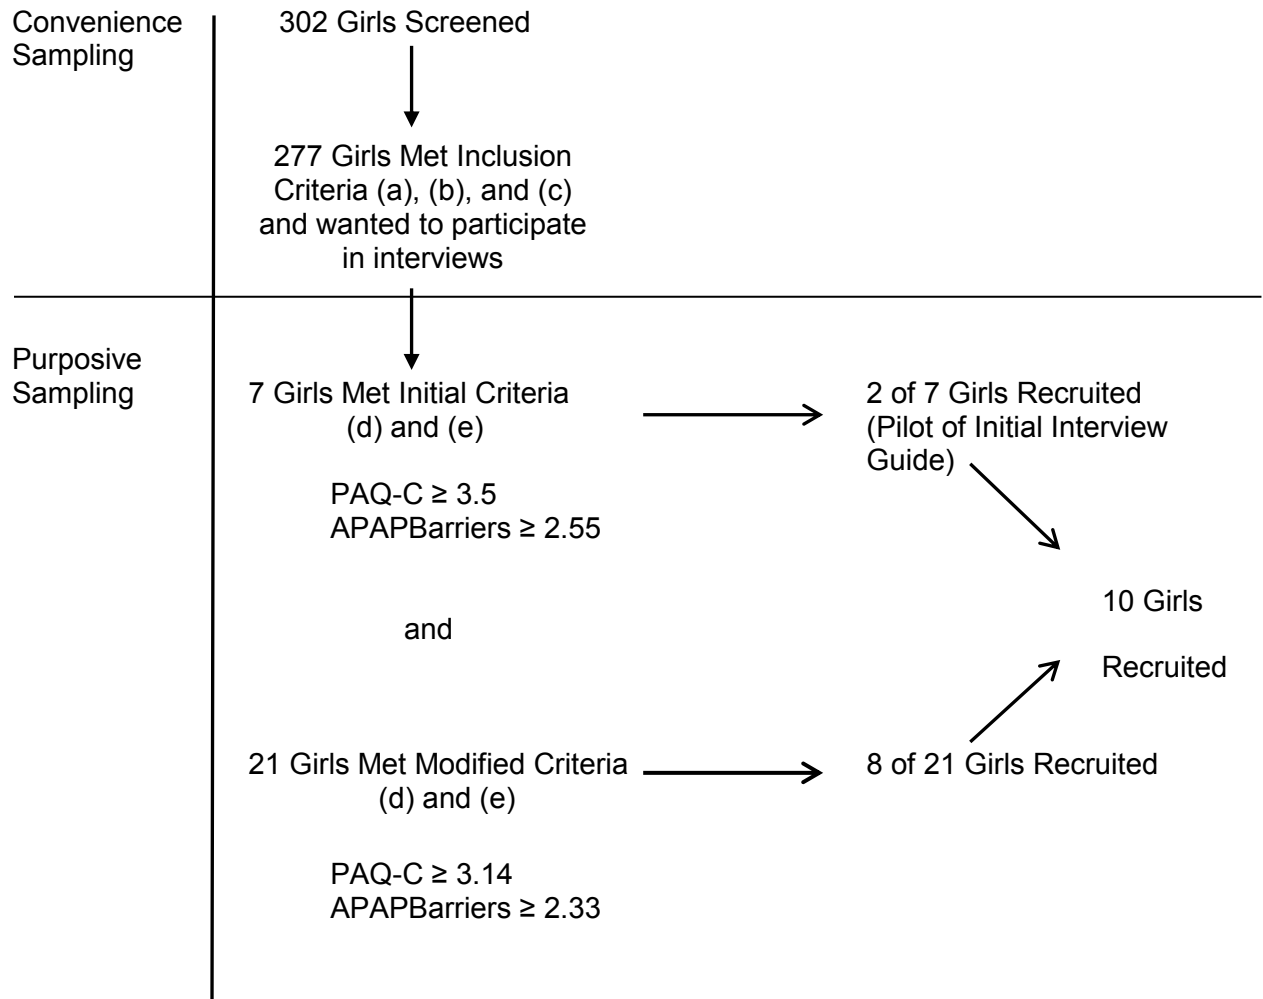 Convenience
Sampling
302 Girls Screened
277 Girls Met Inclusion
Criteria (a), (b), and (c)
and wanted to participate
in interviews
Purposive
Sampling
7 Girls Met Initial Criteria
(d) and (e)
PAQ-C ≥ 3.5
APAPBarriers ≥ 2.55
2 of 7 Girls Recruited
(Pilot of Initial Interview
Guide)
and
10 Girls
Recruited
21 Girls Met Modified Criteria
(d) and (e)
PAQ-C ≥ 3.14
APAPBarriers ≥ 2.33
8 of 21 Girls Recruited